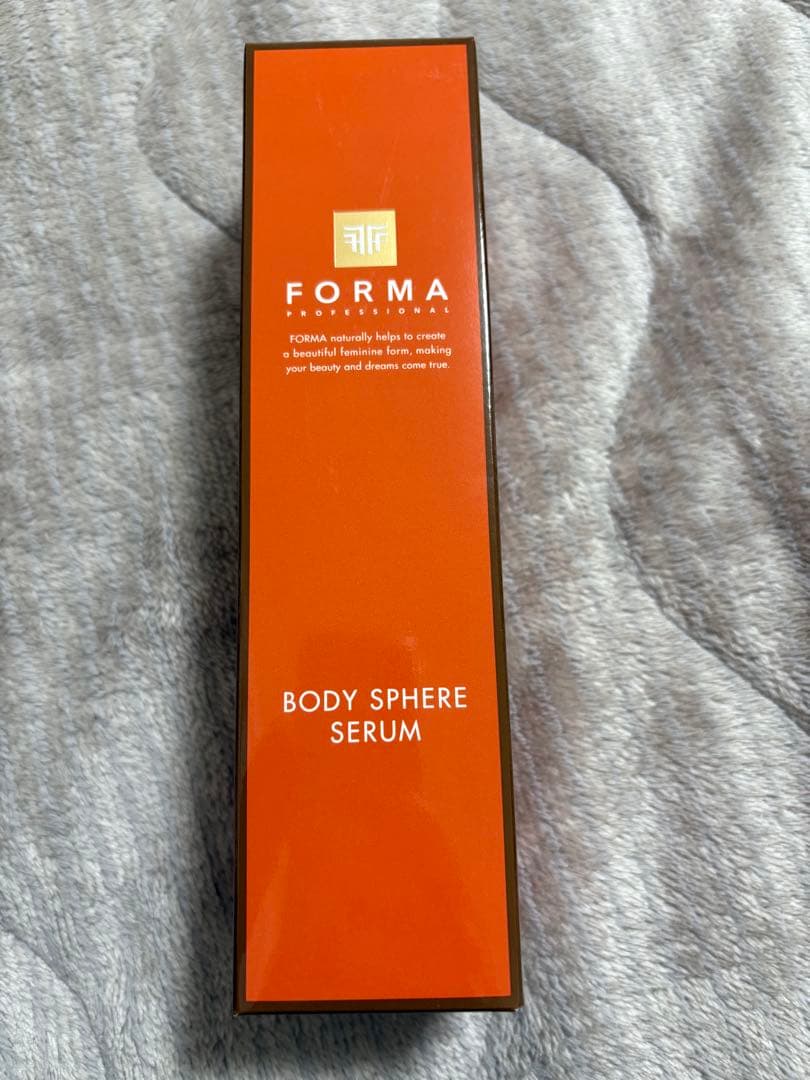 FORMA
PROFESSIONAL
FORMA naturally helps to create
a beautiful feminine form, making
your beauty and dreams come true.
BODY SPHERE
SERUM